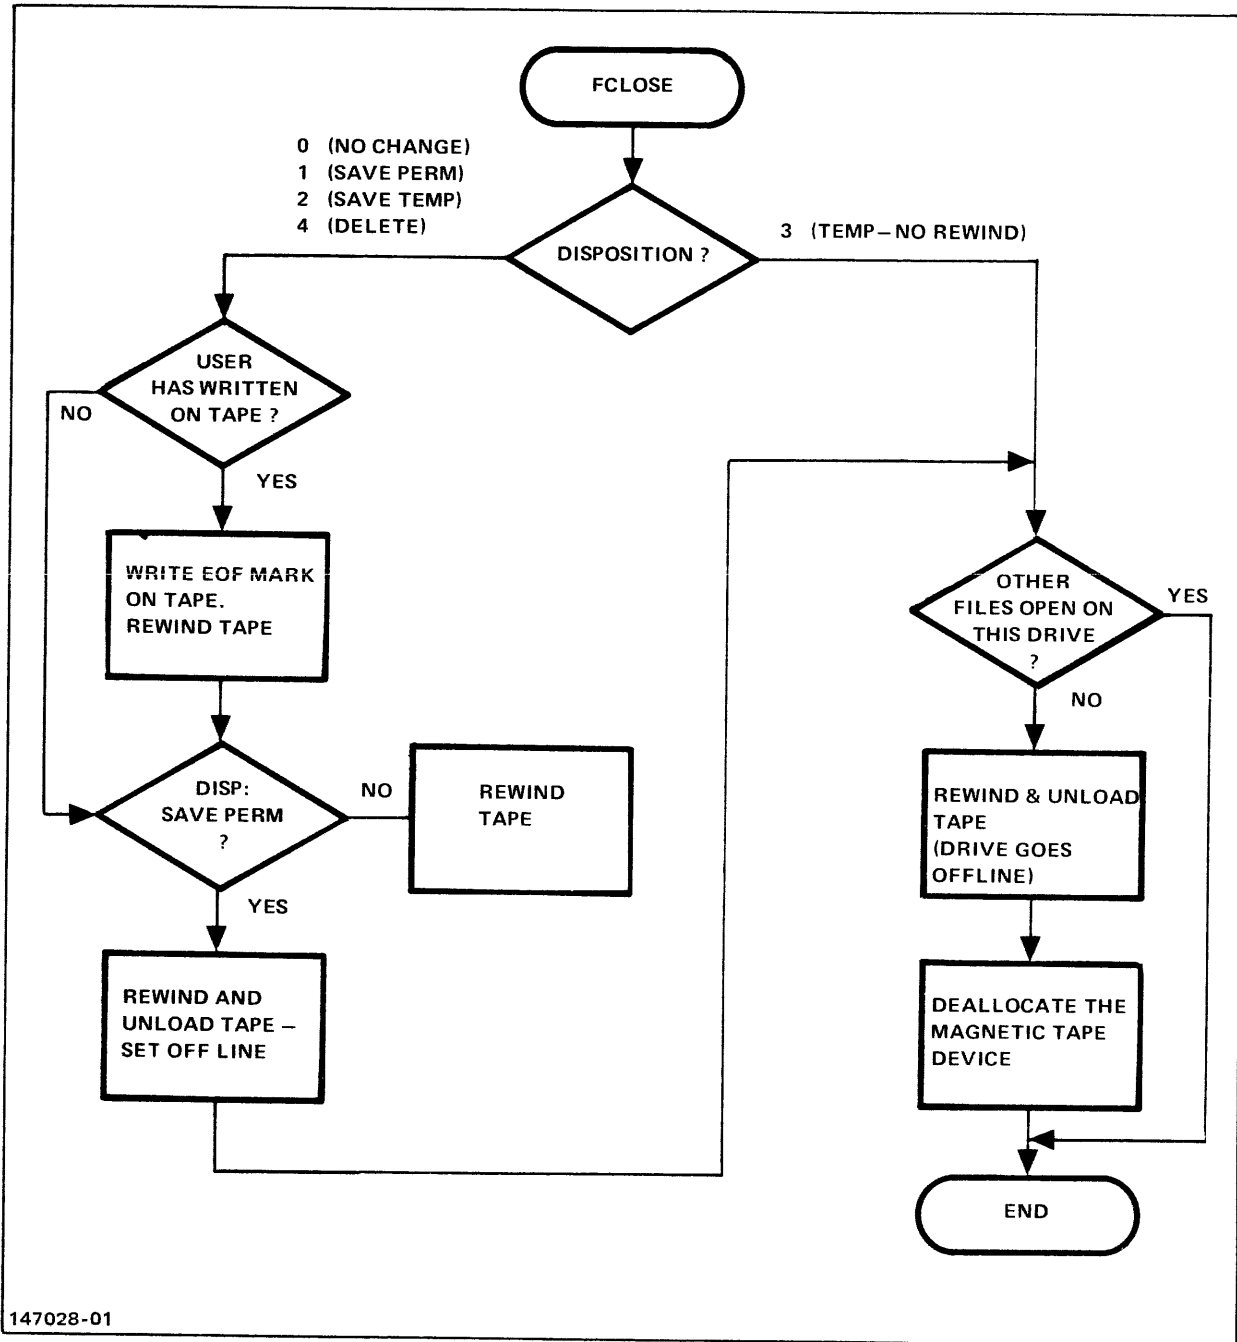 FCLOSE
0 (NO CHANGE)
1 (SAVE PERM)
2 (SAVE TEMP)
4 (DELETE)
DISPOSITION ?
3 (TEMP—NO REWIND)
USER
HAS WRITTEN
ON TAPE ?
NO
YES
WRITE EOF MARK
ON TAPE.
REWIND TAPE
DISP:
SAVE PERM
?
NO
REWIND
TAPE
YES
REWIND AND
UNLOAD TAPE —
SET OFF LINE
OTHER
FILES OPEN ON
THIS DRIVE
?
YES
NO
REWIND & UNLOAD
TAPE
(DRIVE GOES
OFFLINE)
DEALLOCATE THE
MAGNETIC TAPE
DEVICE
END
147028-01